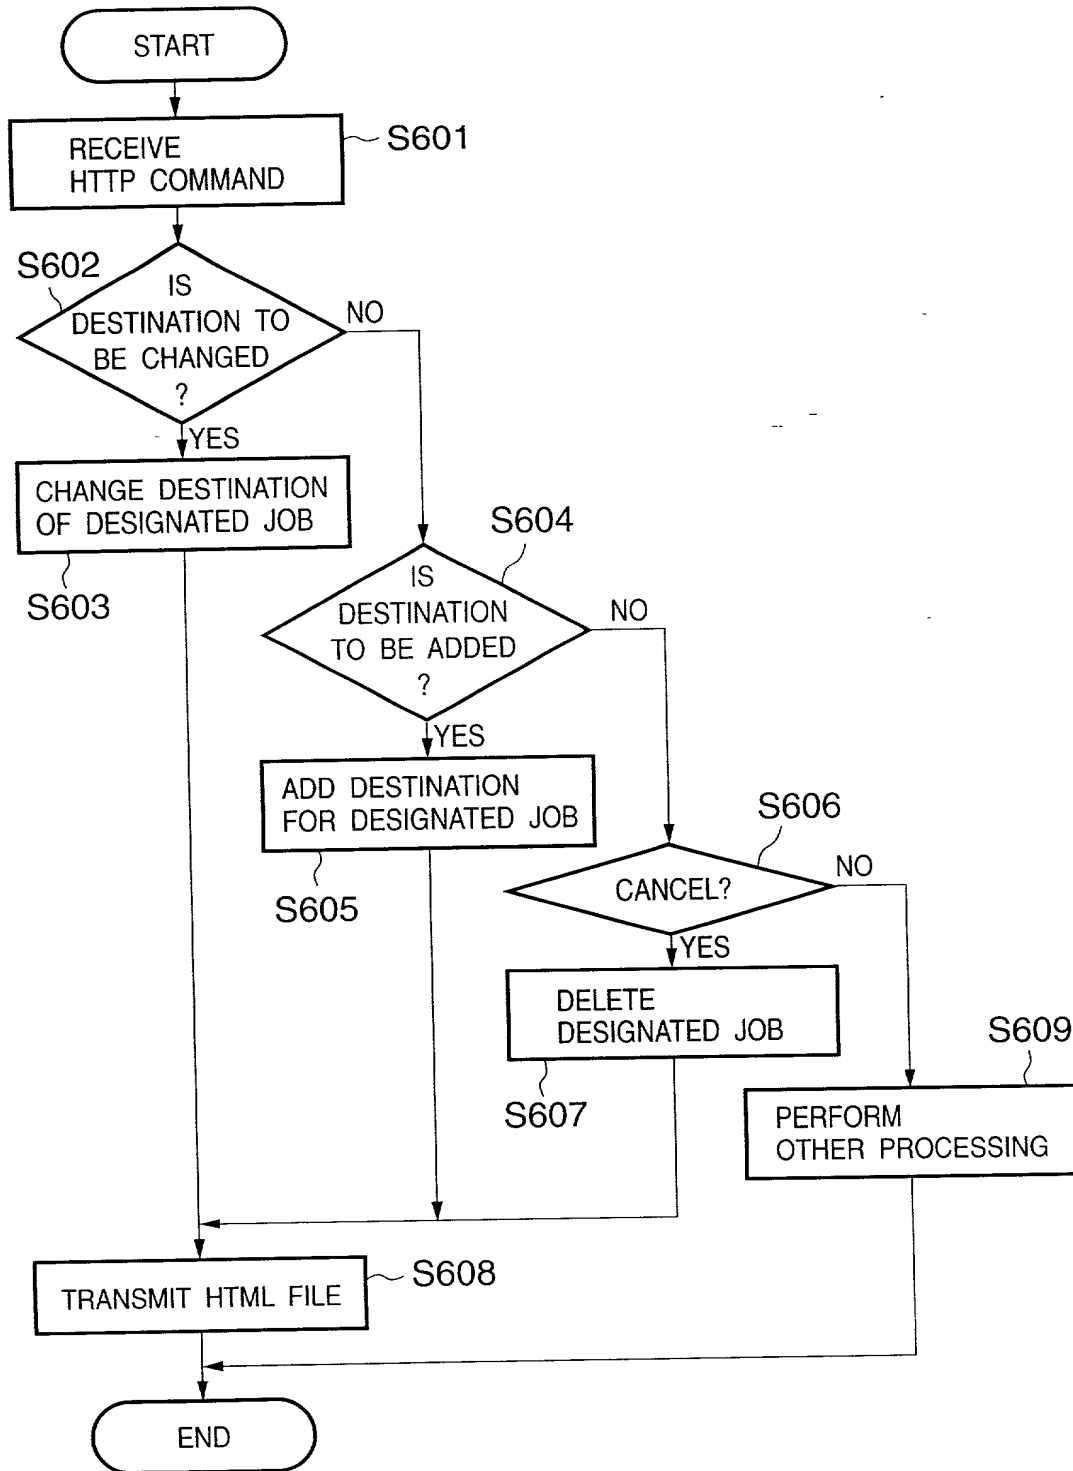 START
RECEIVE
HTTP COMMAND
S601
S602
IS
DESTINATION TO
BE CHANGED
?
NO
YES
CHANGE DESTINATION
OF DESIGNATED JOB
S603
S604
IS
DESTINATION
TO BE ADDED
?
NO
YES
ADD DESTINATION
FOR DESIGNATED JOB
S605
S606
CANCEL?
NO
YES
DELETE
DESIGNATED JOB
S607
S609
PERFORM
OTHER PROCESSING
TRANSMIT HTML FILE
S608
END